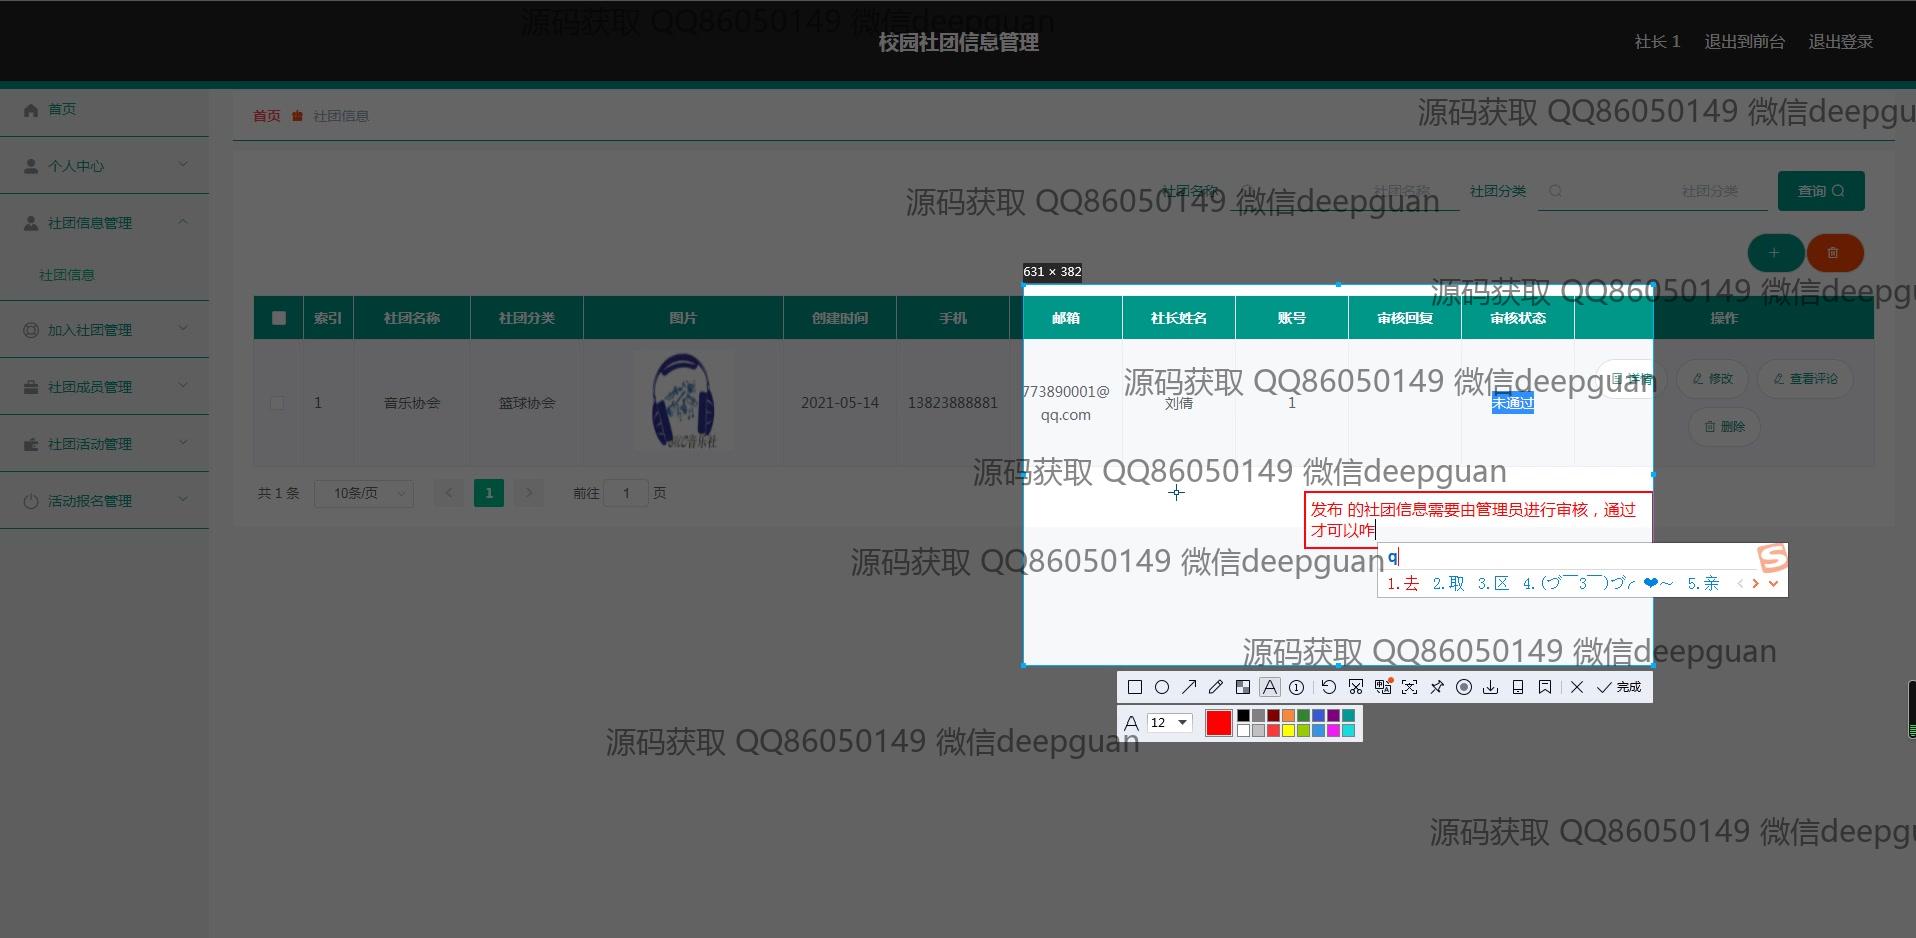 源码获取 QQ86050149 微信deepguan
校园社团信息管理
社长 1 退出到前台 退出登录
首页
个人中心
社团信息管理
社团信息
加入社团管理
社团成员管理
社团活动管理
活动报名管理
首页 社团信息
源码获取 QQ86050149 微信deepgu
社团名称 社团名称 社团分类 社团分类 查询
源码获取 QQ86050149 微信deepguan
631 × 382
源码获取 QQ86050149 微信deepgu
索引 社团名称 社团分类 图片 创建时间 手机 邮箱 社长姓名 账号 审核回复 审核状态 操作
1 音乐协会 篮球协会 2021-05-14 13823888881 773890001@
qq.com 刘倩 1 未通过
详情 修改 查看评论
删除
音乐社
源码获取 QQ86050149 微信deepguan
共 1 条 10条/页 1 前往 1 页
源码获取 QQ86050149 微信deepguan
发布 的社团信息需要由管理员进行审核，通过
才可以咋
q
1.去 2.取 3.区 4.(づ￣3￣)づ╭❤～ 5.亲
源码获取 QQ86050149 微信deepguan
源码获取 QQ86050149 微信deepguan
完成
A 12
源码获取 QQ86050149 微信deepguan
源码获取 QQ86050149 微信deepgu